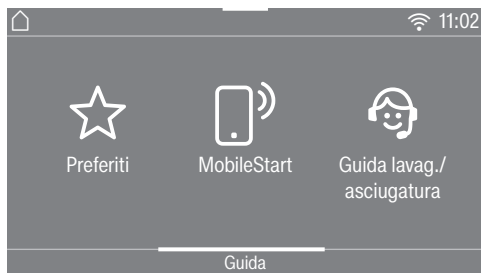 11:02
Preferiti
MobileStart
Guida lavag./
asciugatura
Guida